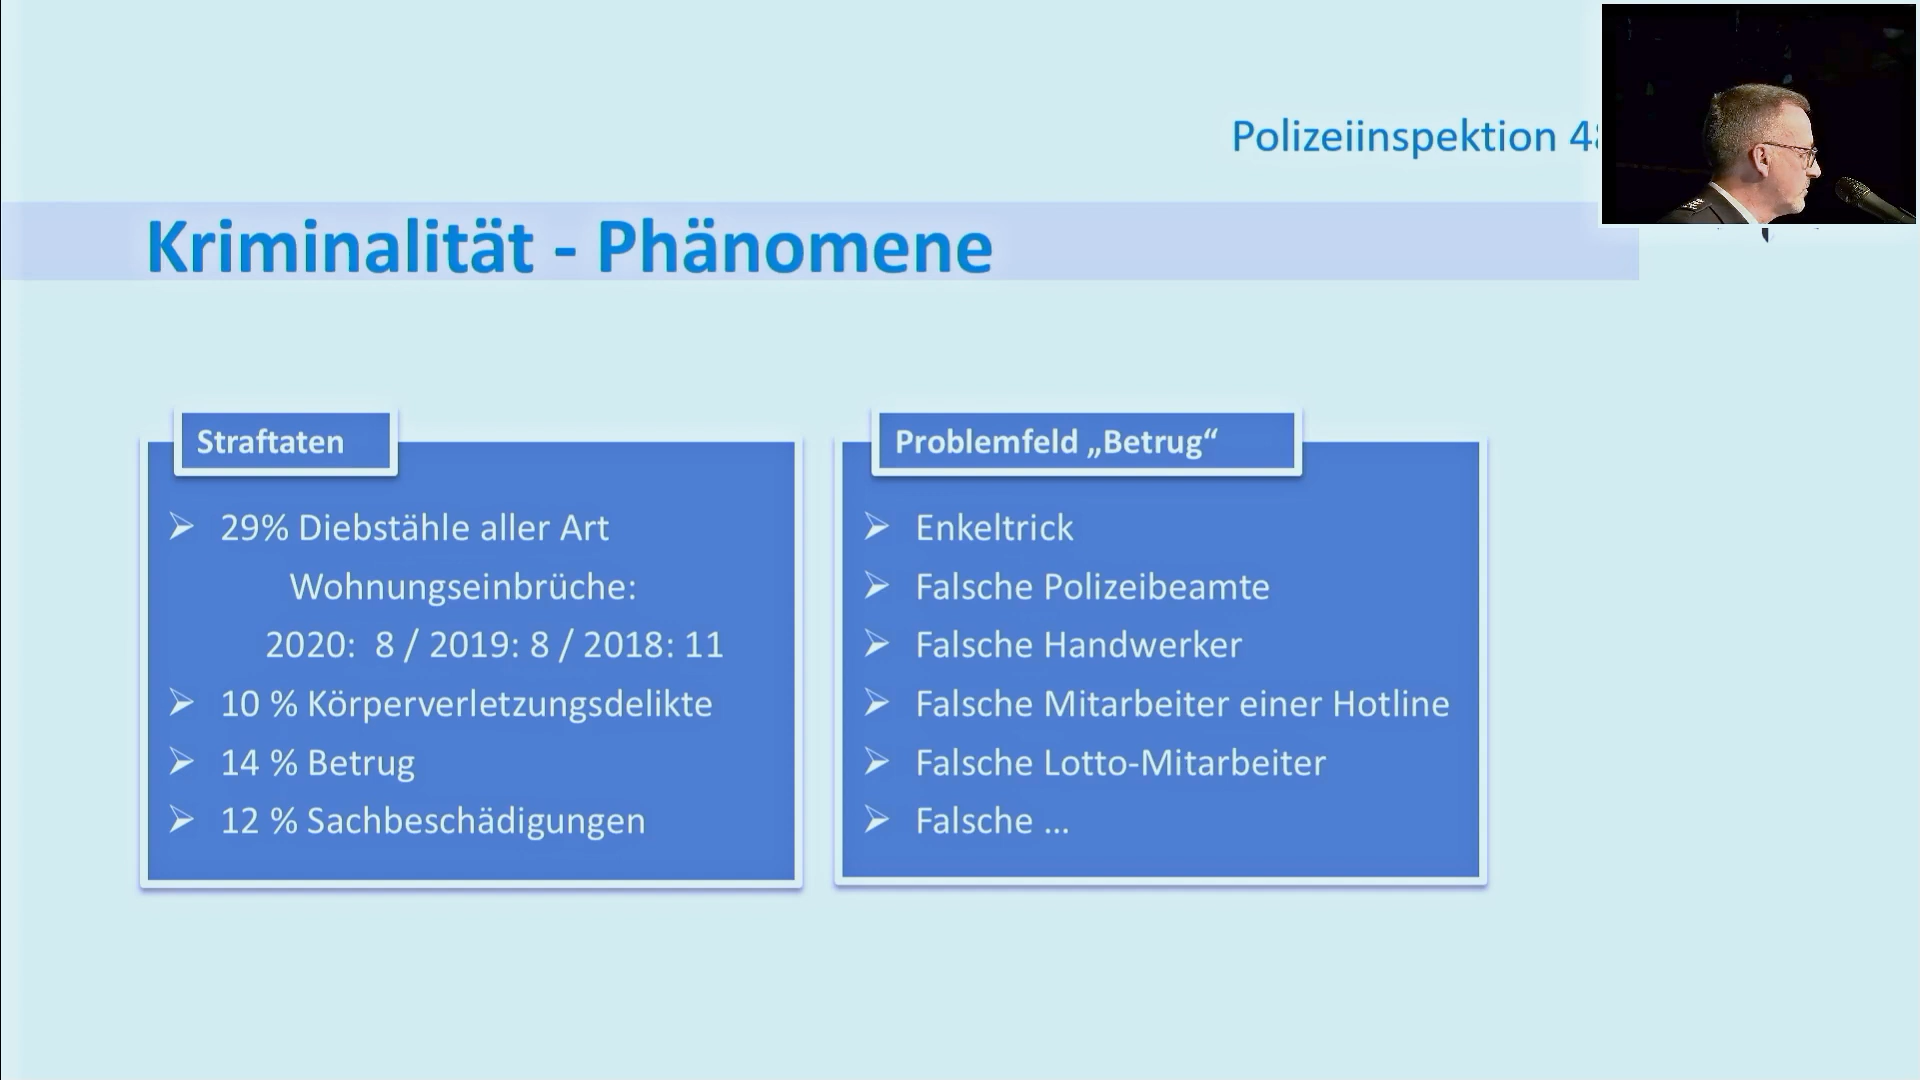 Polizeiinspektion
Kriminalität - Phänomene
Straftaten
➢ 29% Diebstähle aller Art
Wohnungseinbrüche:
2020: 8 / 2019: 8 / 2018: 11
➢ 10 % Körperverletzungsdelikte
➢ 14 % Betrug
➢ 12 % Sachbeschädigungen
Problemfeld „Betrug“
➢ Enkeltrick
➢ Falsche Polizeibeamte
➢ Falsche Handwerker
➢ Falsche Mitarbeiter einer Hotline
➢ Falsche Lotto-Mitarbeiter
➢ Falsche ...